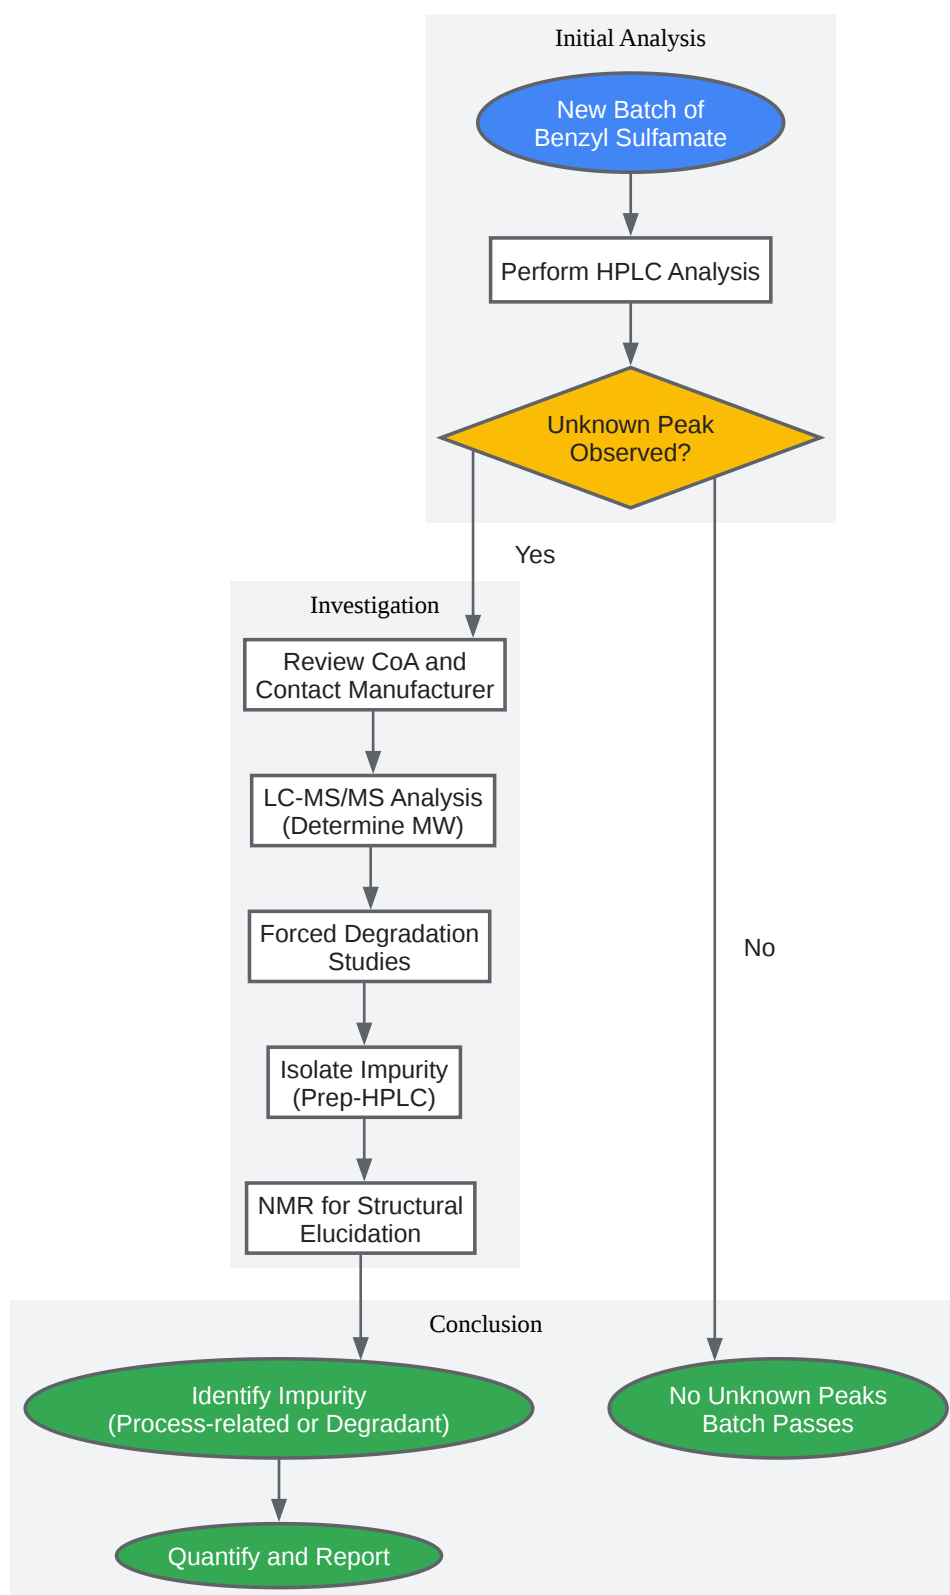 Initial Analysis
New Batch of
Benzyl Sulfamate
Perform HPLC Analysis
Unknown Peak
Observed?
Yes
Investigation
Review CoA and
Contact Manufacturer
LC-MS/MS Analysis
(Determine MW)
Forced Degradation
Studies
No
Isolate Impurity
(Prep-HPLC)
NMR for Structural
Elucidation
Conclusion
Identify Impurity
(Process-related or Degradant)
No Unknown Peaks
Batch Passes
Quantify and Report